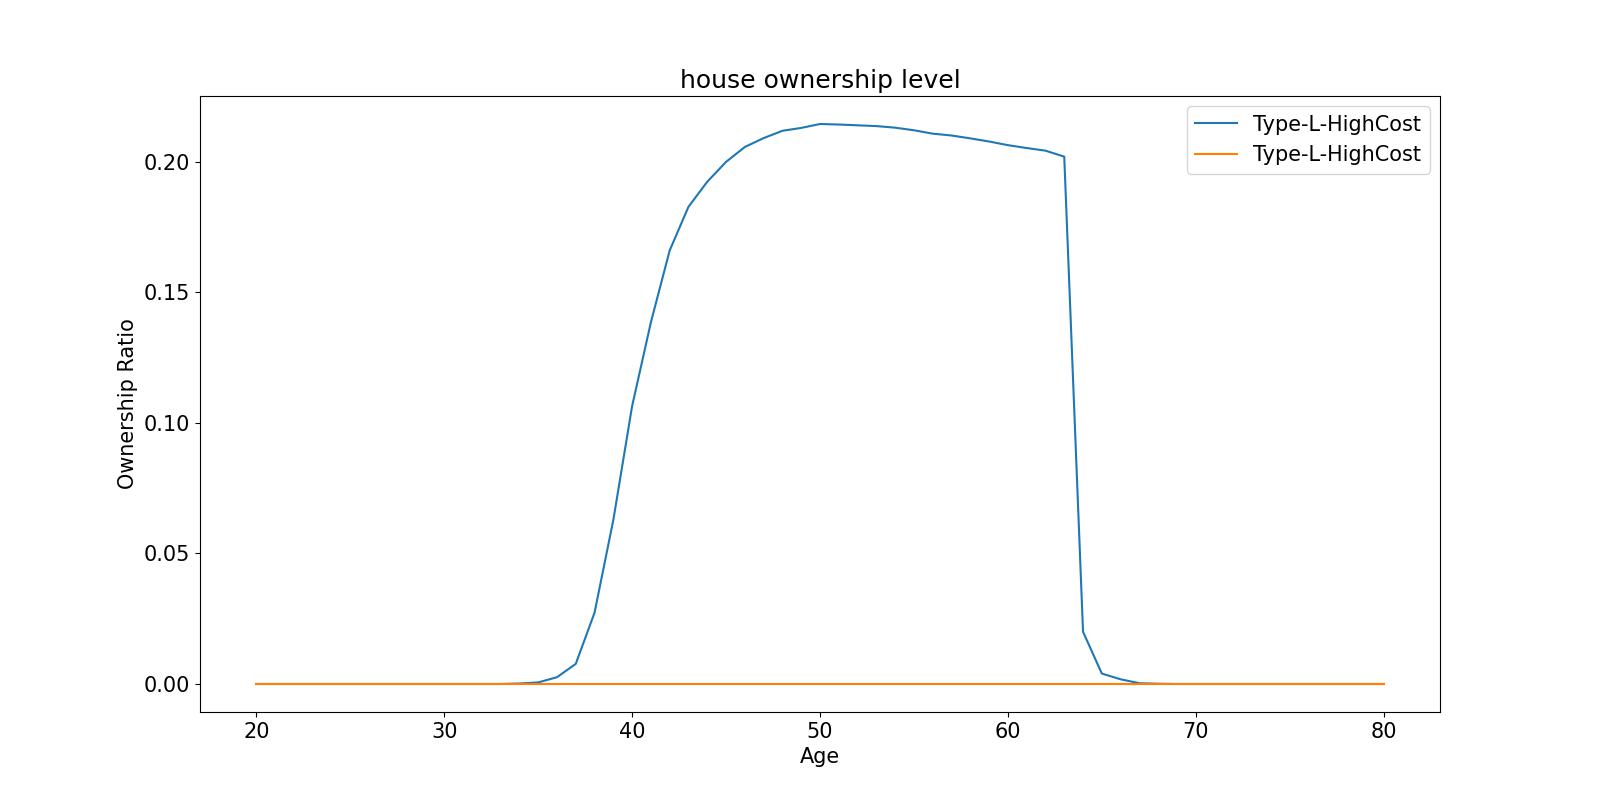 house ownership level
Type-L-HighCost
Type-L-HighCost
Ownership Ratio
0.20
0.15
0.10
0.05
0.00
20 30 40 50 60 70 80
Age